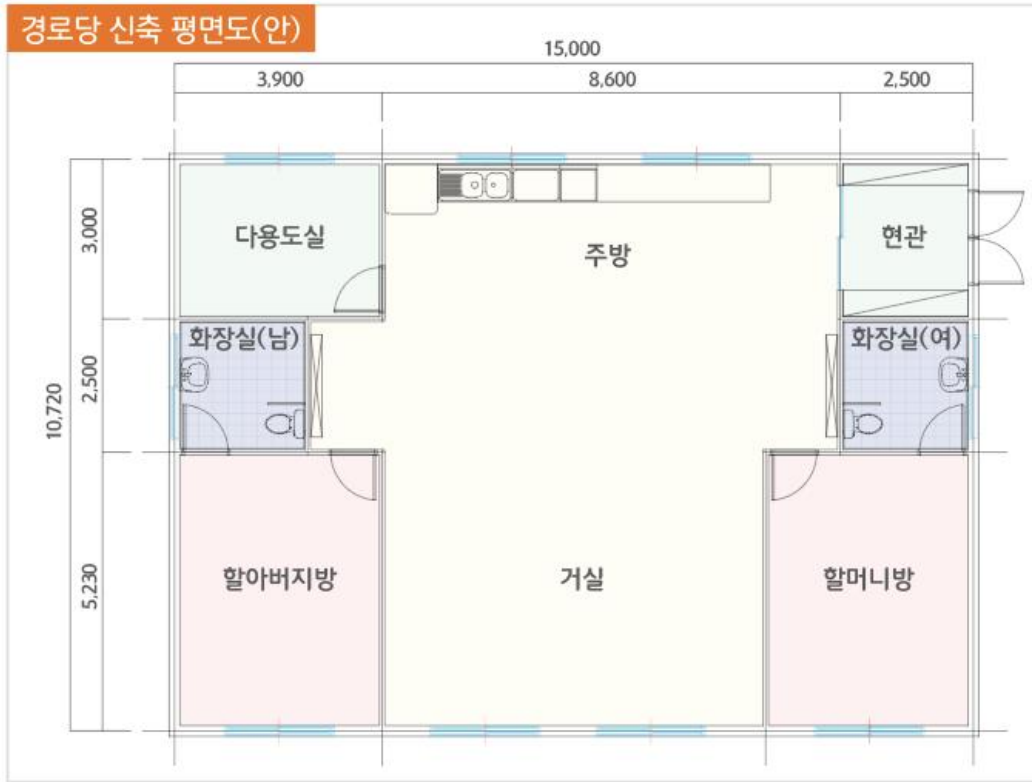 경로당 신축 평면도(안)
15,000
3,900
8,600
2,500
다용도실
주방
현관
3,000
화장실(남)
화장실(여)
2,500
10,720
할아버지방
거실
할머니방
5,230